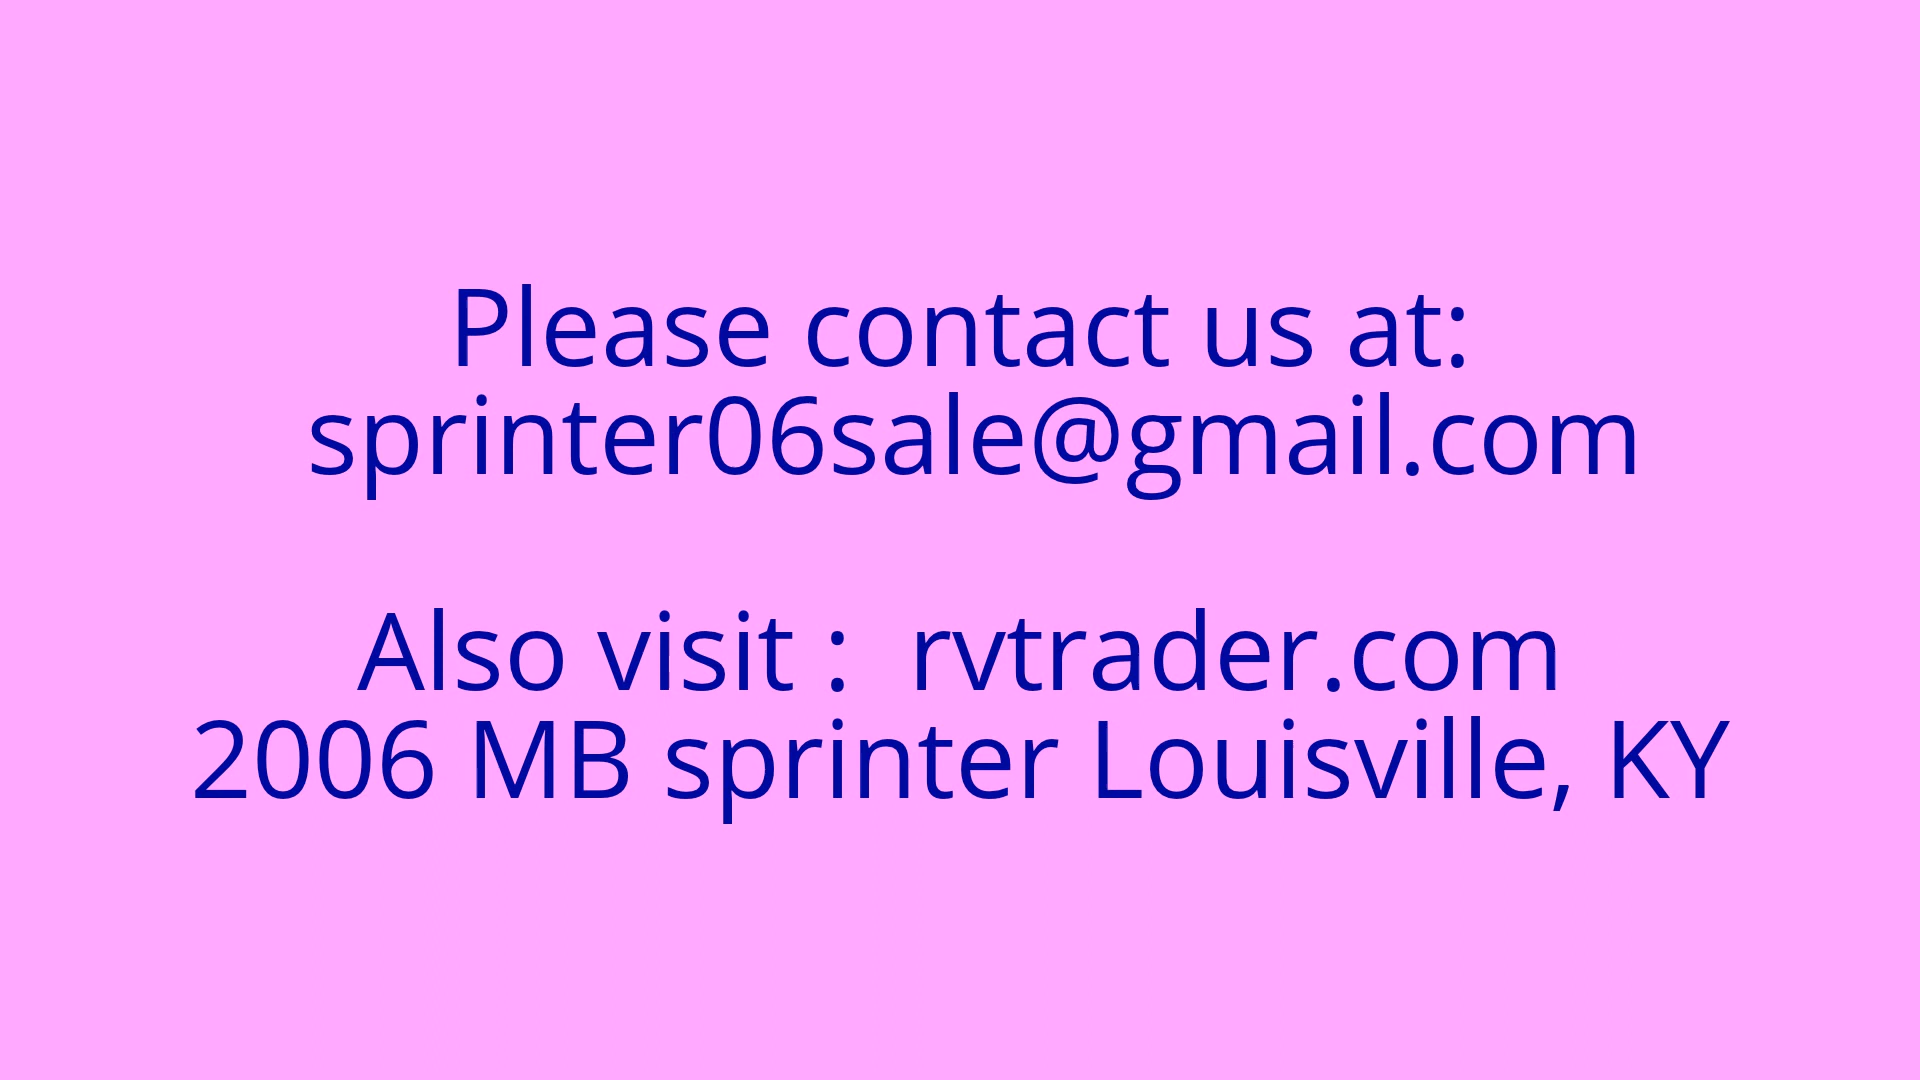 Please contact us at:
sprinter06sale@gmail.com
Also visit :  rvtrader.com
2006 MB sprinter Louisville, KY